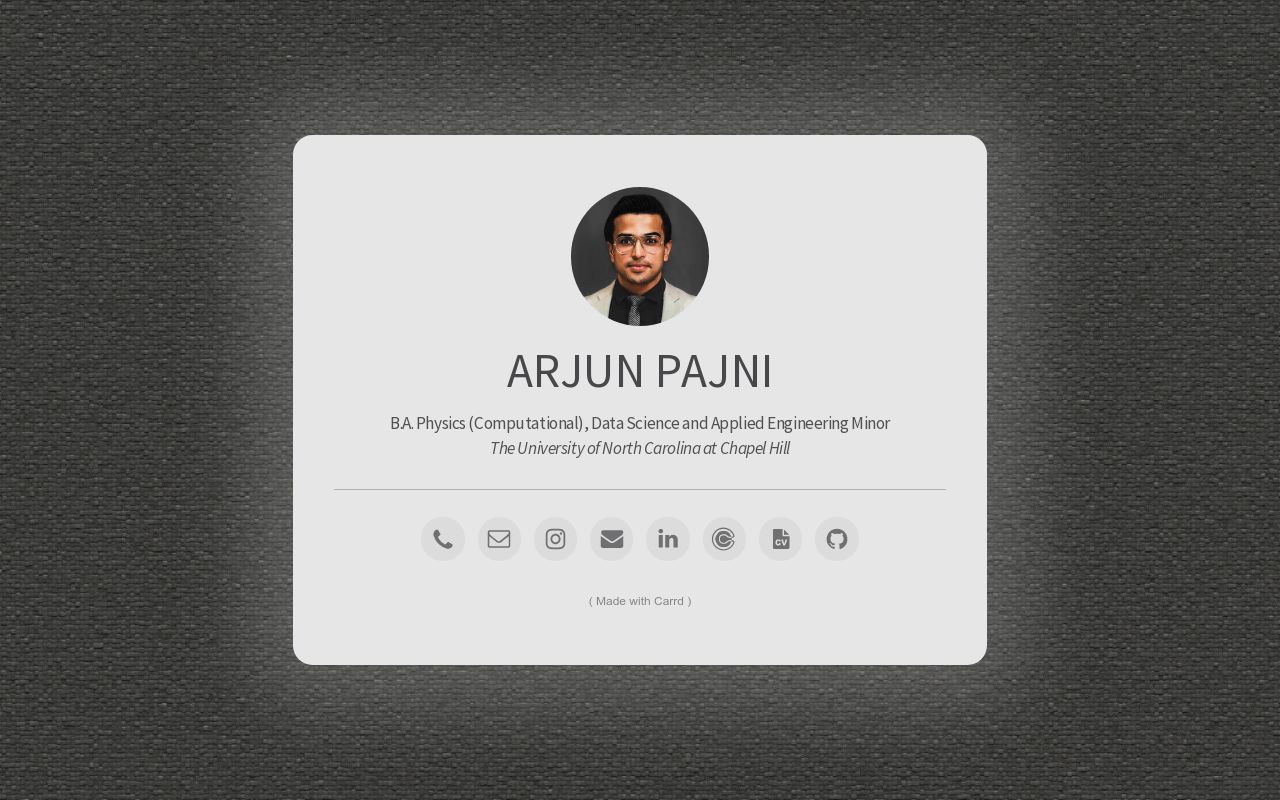 ARJUN PAJNI
B.A. Physics (Computational), Data Science and Applied Engineering Minor
The University of North Carolina at Chapel Hill
CV
( Made with Carrd )